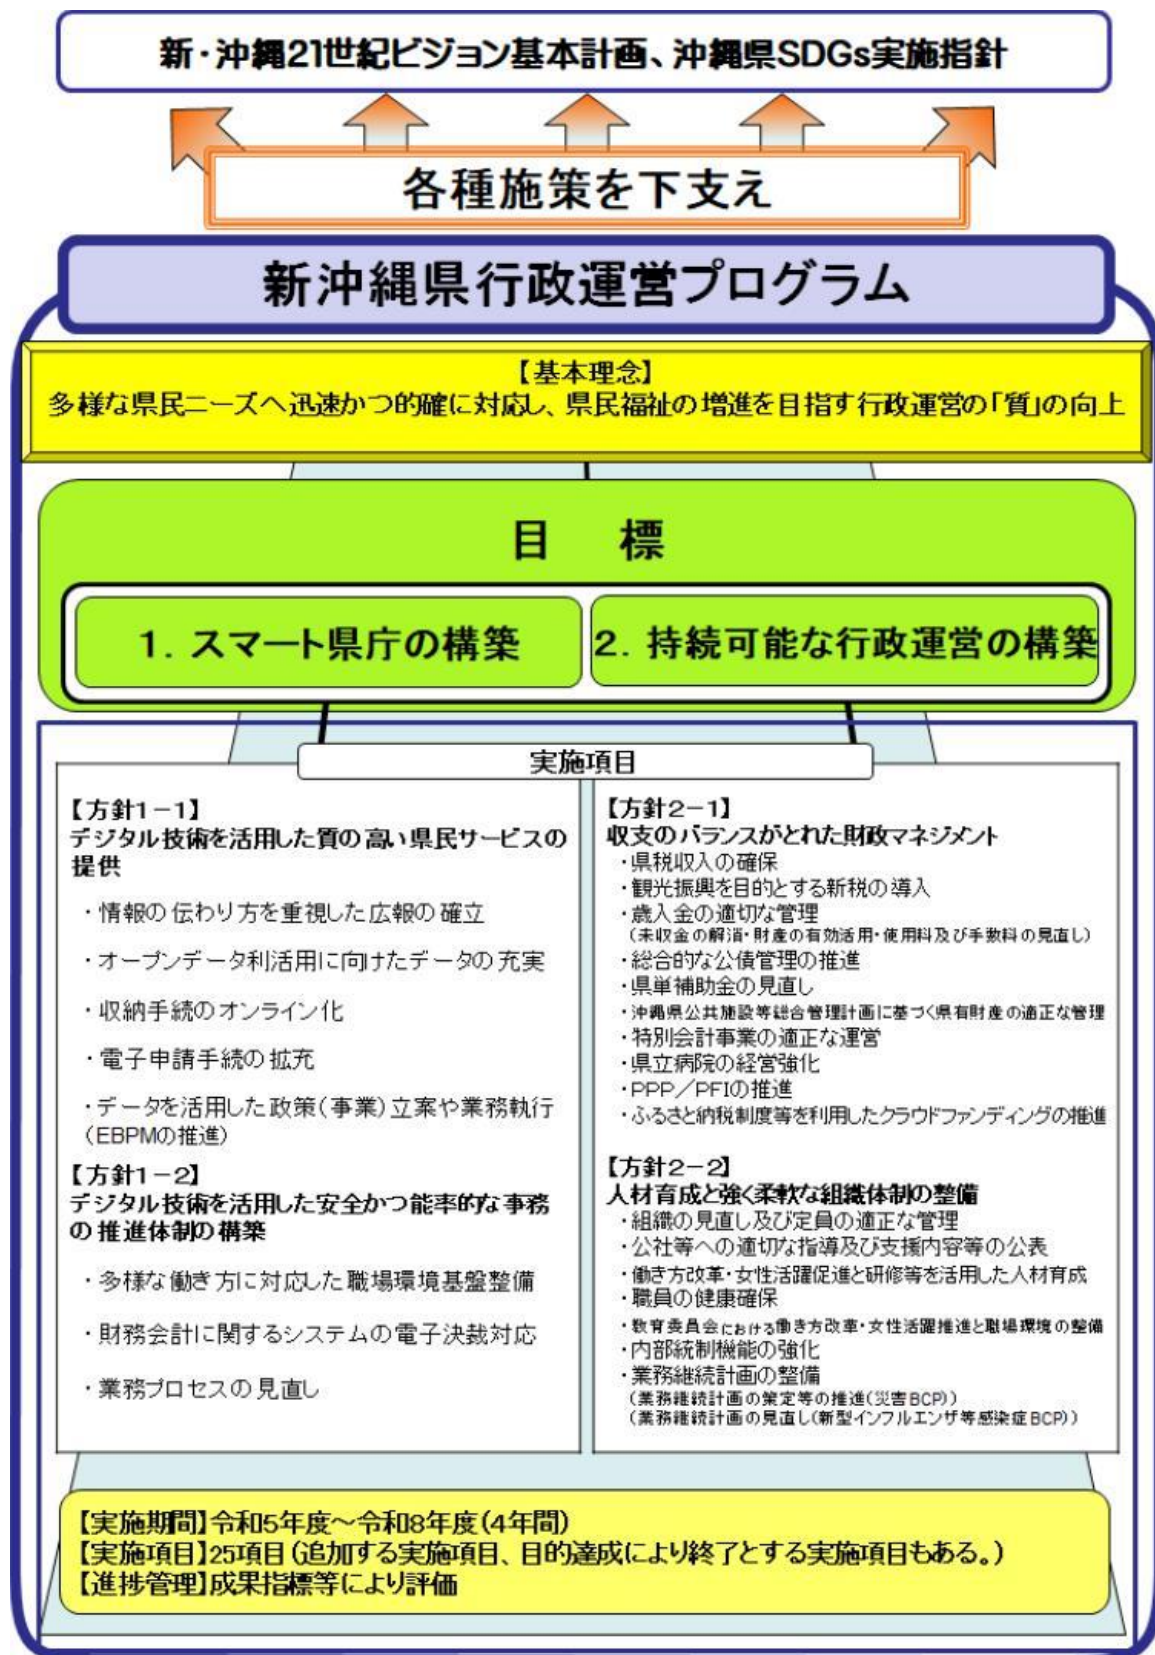 新・沖縄21世紀ビジョン基本計画、沖縄県SDGs実施指針
各種施策を下支え
新沖縄県行政運営プログラム
【基本理念】
多様な県民ニーズへ迅速かつ的確に対応し、県民福祉の増進を目指す行政運営の「質」の向上
目 標
1. スマート県庁の構築
2. 持続可能な行政運営の構築
実施項目
【方針1-1】
デジタル技術を活用した質の高い県民サービスの
提供
・情報の伝わり方を重視した広報の確立
・オープンデータ利活用に向けたデータの充実
・収納手続のオンライン化
・電子申請手続の拡充
・データを活用した政策(事業)立案や業務執行
(EBPMの推進)
【方針1-2】
デジタル技術を活用した安全かつ能率的な事務
の推進体制の構築
・多様な働き方に対応した職場環境基盤整備
・財務会計に関するシステムの電子決裁対応
・業務プロセスの見直し
【方針2-1】
収支のバランスがとれた財政マネジメント
・県税収入の確保
・観光振興を目的とする新税の導入
・歳入金の適切な管理
(未収金の解消・財産の有効活用・使用料及び手数料の見直し)
・総合的な公債管理の推進
・県単補助金の見直し
・沖縄県公共施設等総合管理計画に基づく県有財産の適正な管理
・特別会計事業の適正な運営
・県立病院の経営強化
・PPP/PFIの推進
・ふるさと納税制度等を利用したクラウドファンディングの推進
【方針2-2】
人材育成と強く柔軟な組織体制の整備
・組織の見直し及び定員の適正な管理
・公社等への適切な指導及び支援内容等の公表
・働き方改革・女性活躍促進と研修等を活用した人材育成
・職員の健康確保
・教育委員会における働き方改革・女性活躍推進と職場環境の整備
・内部統制機能の強化
・業務継続計画の整備
(業務継続計画の策定等の推進(災害BCP))
(業務継続計画の見直し(新型インフルエンザ等感染症BCP))
【実施期間】令和5年度～令和8年度(4年間)
【実施項目】25項目(追加する実施項目、目的達成により終了とする実施項目もある。)
【進捗管理】成果指標等により評価